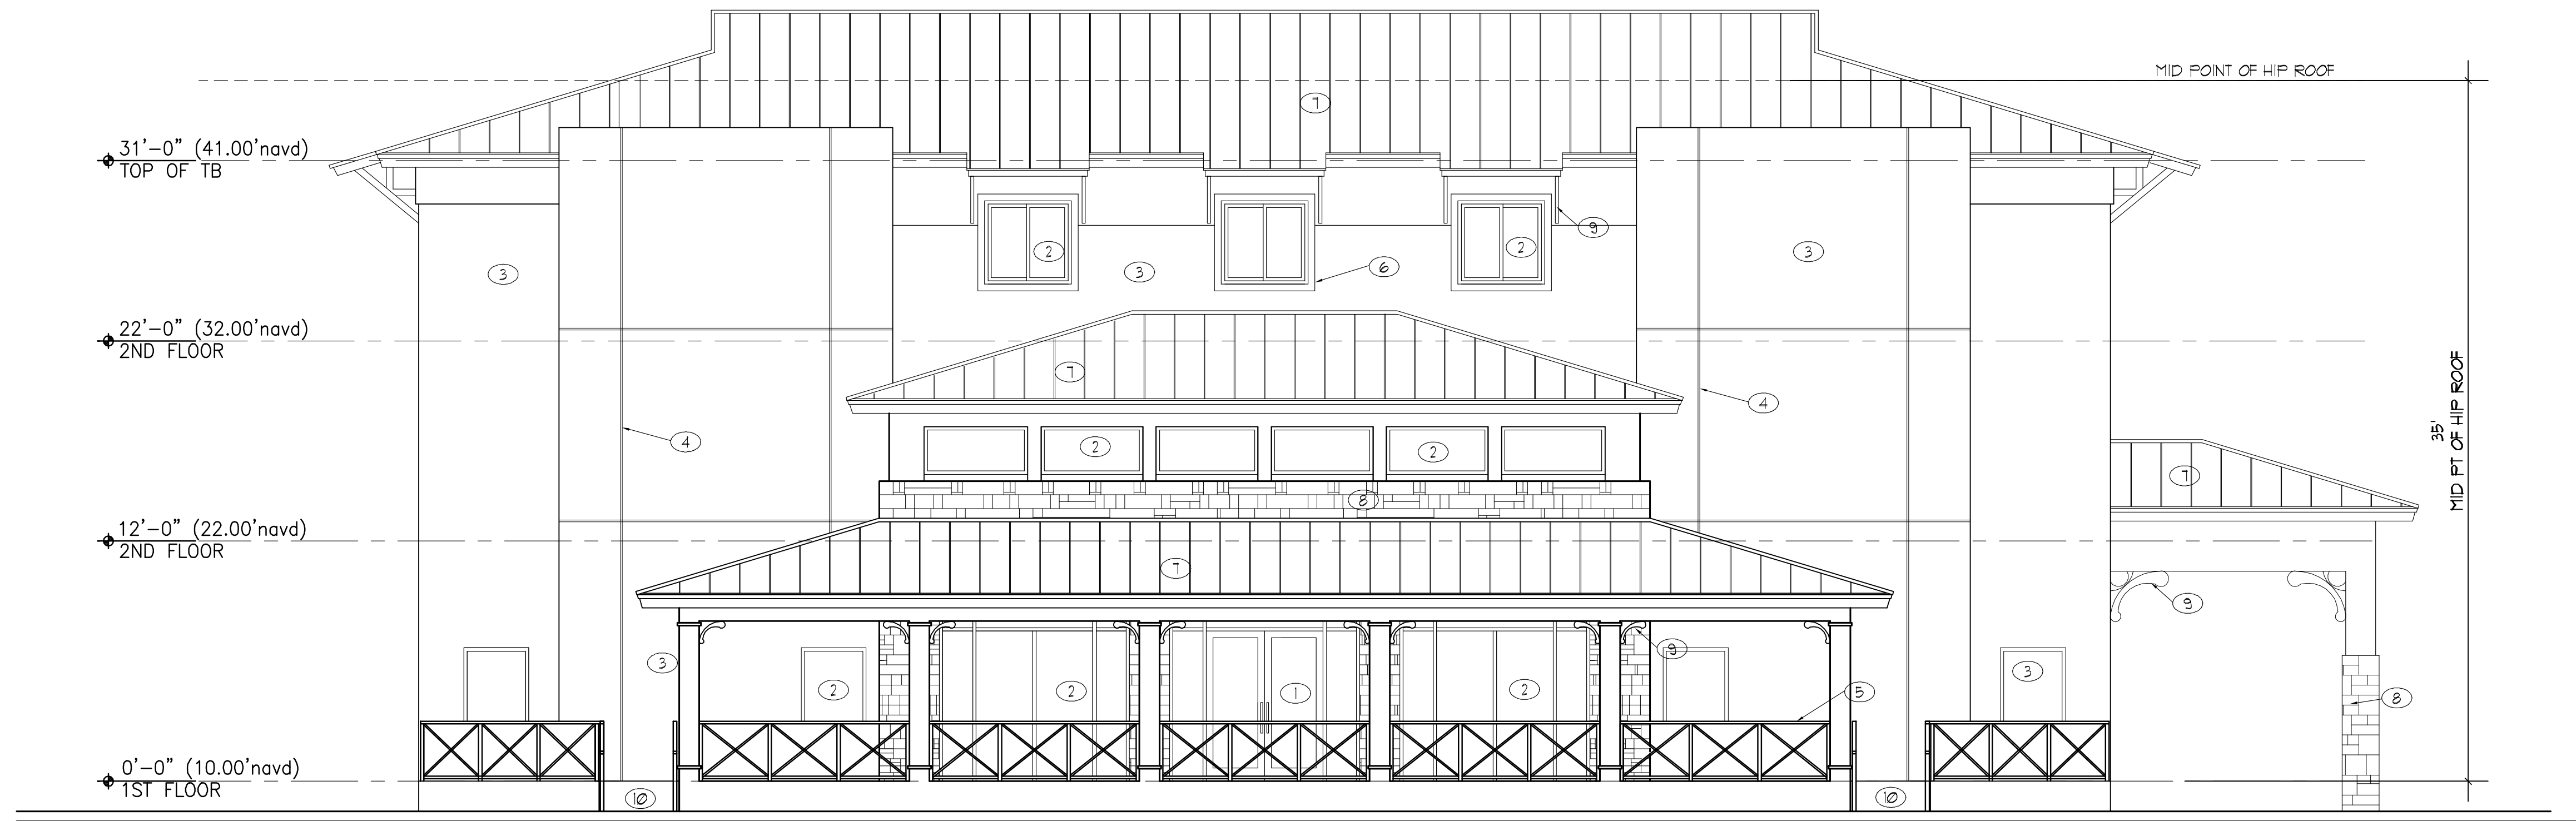 MID POINT OF HIP ROOF
7
31'-0" (41.00'navd)
TOP OF TB
9
2
2
3
3
3
6
22'-0" (32.00'navd)
2ND FLOOR
7
35'
MID PT OF HIP ROOF
4
4
2
2
7
8
12'-0" (22.00'navd)
2ND FLOOR
7
9
3
9
3
2
2
1
2
5
8
0'-0" (10.00'navd)
1ST FLOOR
10
10